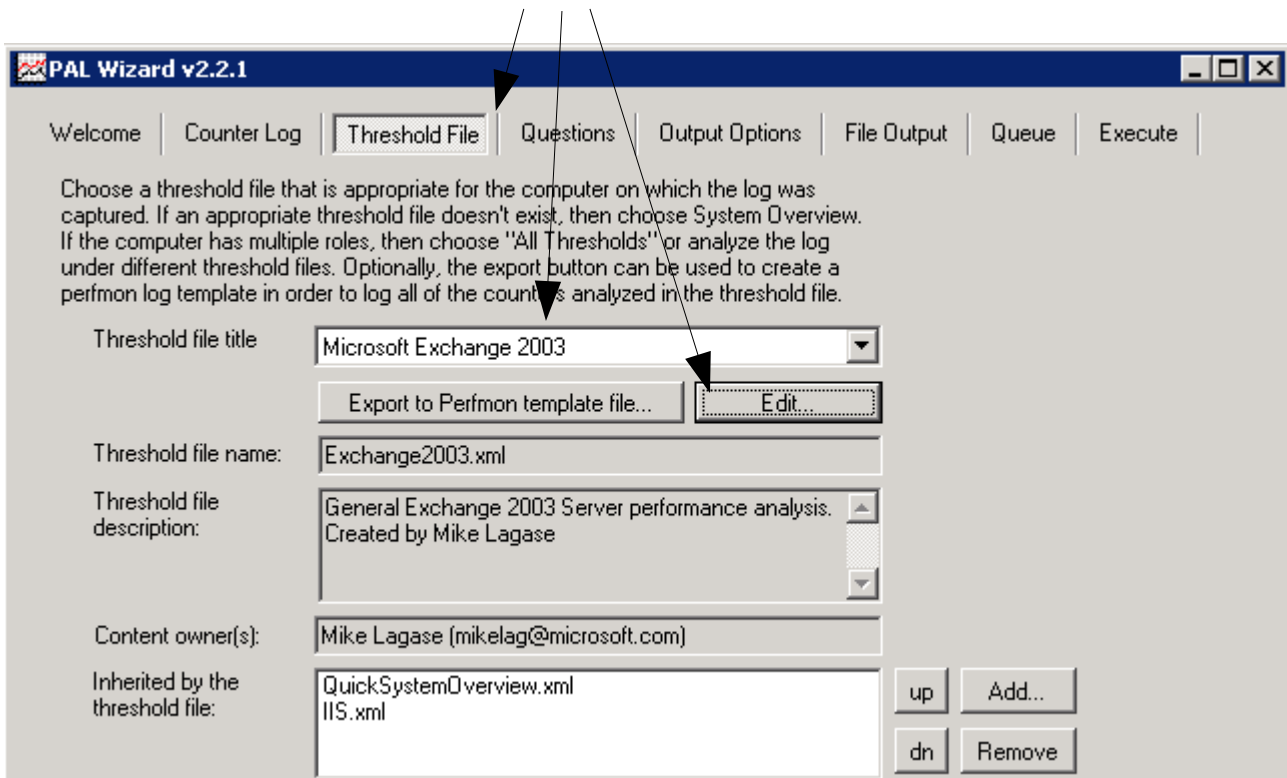 PAL Wizard v2.2.1
Welcome Counter Log Threshold File Questions Output Options File Output Queue Execute
Choose a threshold file that is appropriate for the computer on which the log was
captured. If an appropriate threshold file doesn't exist, then choose System Overview.
If the computer has multiple roles, then choose "All Thresholds" or analyze the log
under different threshold files. Optionally, the export button can be used to create a
perfmon log template in order to log all of the counters analyzed in the threshold file.
Threshold file title Microsoft Exchange 2003
Export to Perfmon template file... Edit...
Threshold file name: Exchange2003.xml
Threshold file
description:
General Exchange 2003 Server performance analysis.
Created by Mike Lagase
Content owner(s): Mike Lagase (mikelag@microsoft.com)
Inherited by the
threshold file:
QuickSystemOverview.xml
IIS.xml
up Add...
dn Remove